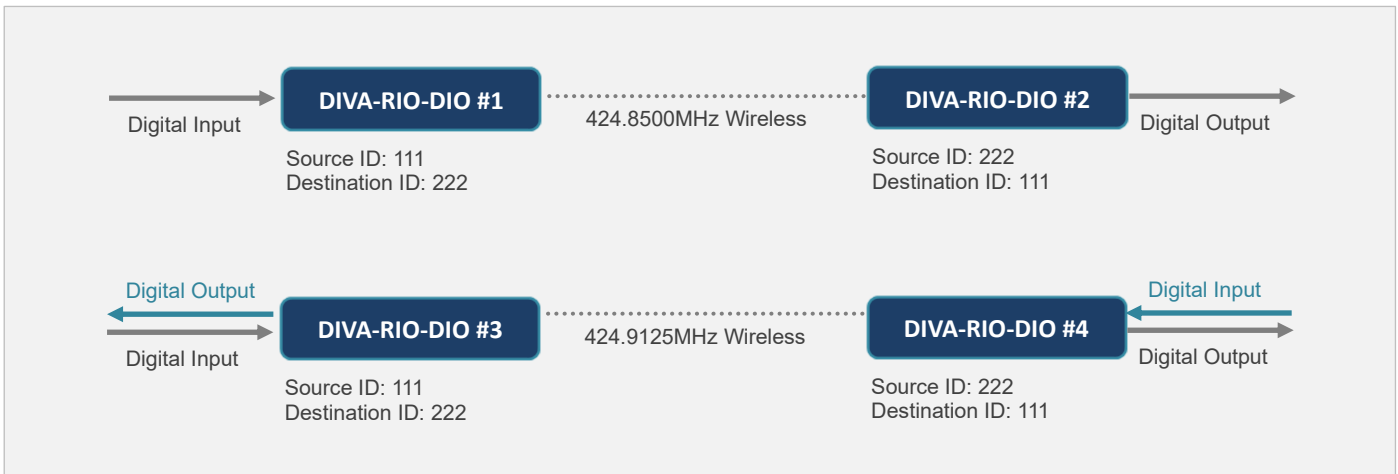 DIVA-RIO-DIO #1
DIVA-RIO-DIO #2
Digital Input
424.8500MHz Wireless
Digital Output
Source ID: 111
Destination ID: 222
Source ID: 222
Destination ID: 111
Digital Output
Digital Input
DIVA-RIO-DIO #3
DIVA-RIO-DIO #4
Digital Input
424.9125MHz Wireless
Digital Output
Source ID: 111
Destination ID: 222
Source ID: 222
Destination ID: 111